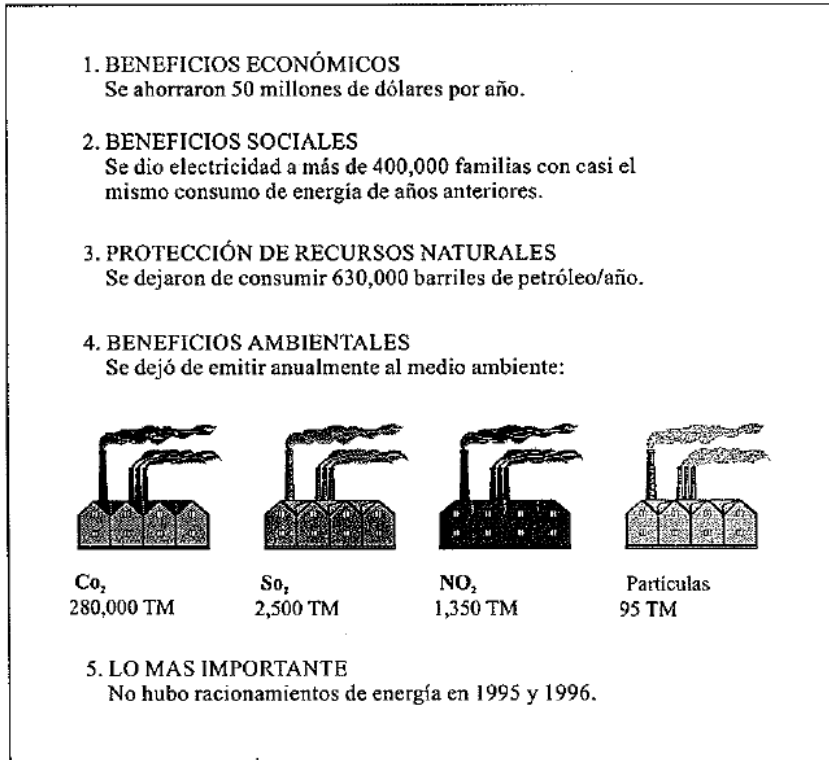 1. BENEFICIOS ECONÓMICOS
Se ahorraron 50 millones de dólares por año.
2. BENEFICIOS SOCIALES
Se dio electricidad a más de 400,000 familias con casi el
mismo consumo de energía de años anteriores.
3. PROTECCIÓN DE RECURSOS NATURALES
Se dejaron de consumir 630,000 barriles de petróleo/año.
4. BENEFICIOS AMBIENTALES
Se dejó de emitir anualmente al medio ambiente:
Co₂ So₂ NO₂ Partículas
280,000 TM 2,500 TM 1,350 TM 95 TM
5. LO MAS IMPORTANTE
No hubo racionamientos de energía en 1995 y 1996.